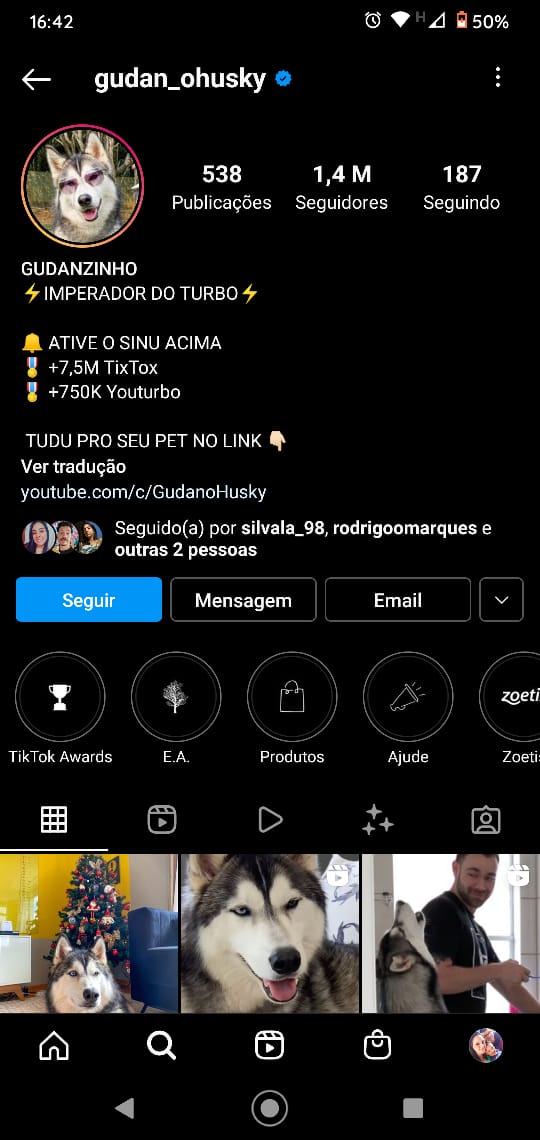 16:42
H
50%
gudan_ohusky
538
1,4 M
187
Publicações
Seguidores
Seguindo
GUDANZINHO
⚡IMPERADOR DO TURBO⚡
🔔 ATIVE O SINU ACIMA
🎖️ +7,5M TixTox
🎖️ +750K Youturbo
TUDU PRO SEU PET NO LINK 👇🏻
Ver tradução
youtube.com/c/GudanoHusky
Seguido(a) por silvala_98, rodrigoomarques e
outras 2 pessoas
Seguir
Mensagem
Email
zoeti
TikTok Awards
E.A.
Produtos
Ajude
Zoetis